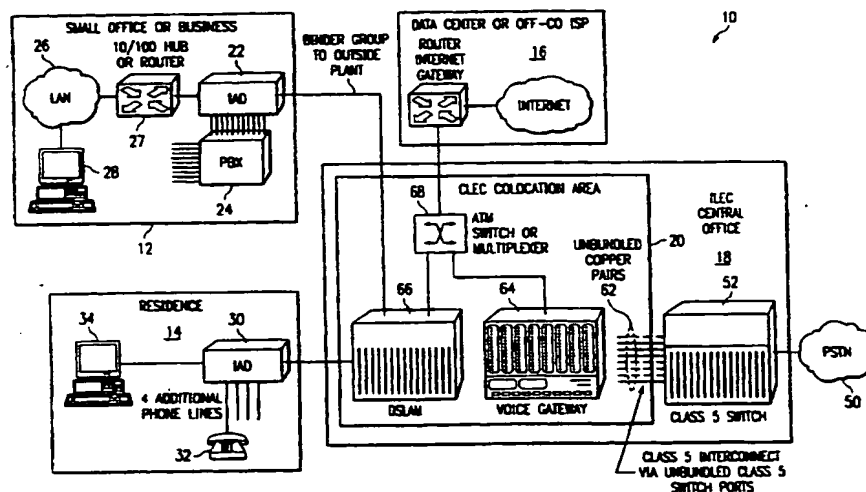 SMALL OFFICE OR BUSINESS
26
10/100 HUB
OR ROUTER
22
LAN
IAD
27
PBX
28
24
12
BINDER GROUP
TO OUTSIDE
PLANT
DATA CENTER OR OFF-CO ISP
ROUTER
INTERNET
GATEWAY
16
INTERNET
10
CLEC COLOCATION AREA
68
ATM
SWITCH OR
MULTIPLEXER
UNBUNDLED
COPPER
PAIRS
62
20
ILEC
CENTRAL
OFFICE
18
52
66
64
DSLAM
VOICE GATEWAY
CLASS 5 SWITCH
PSTN
50
CLASS 5 INTERCONNECT
VIA UNBUNDLED CLASS 5
SWITCH PORTS
RESIDENCE
34
14
30
IAD
4 ADDITIONAL
PHONE LINES
32